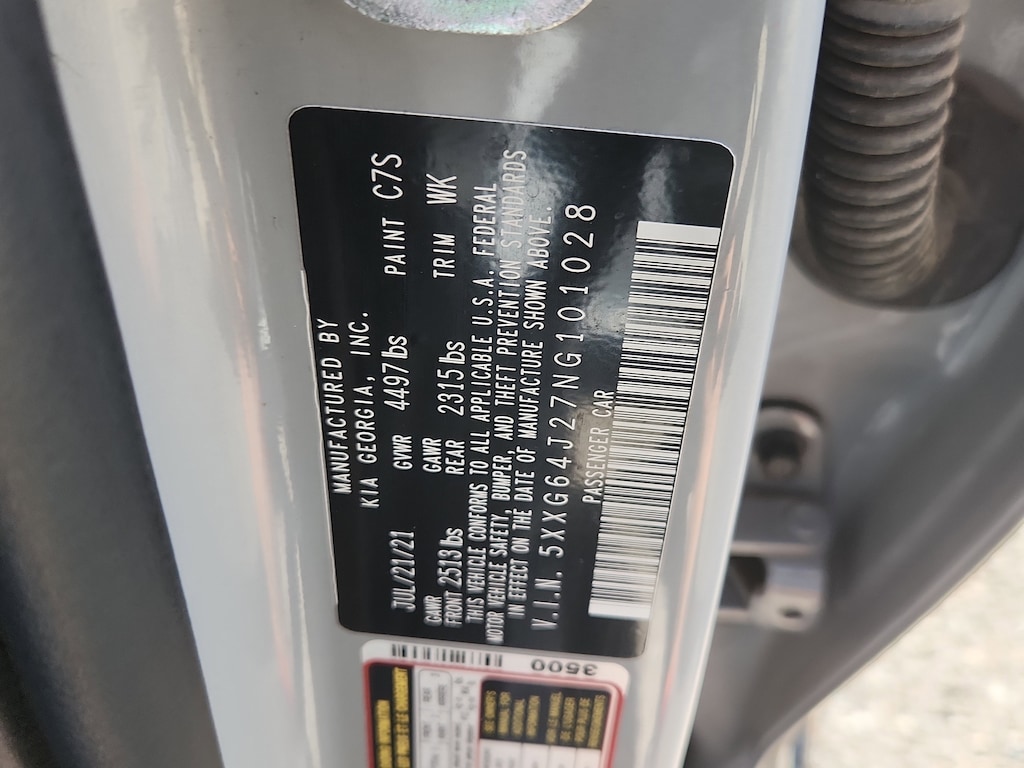 MANUFACTURED BY
KIA GEORGIA, INC.
JUL/21/21 GVWR 4497lbs PAINT C7S
GAWR GAWR
FRONT 2513lbs REAR 2315lbs TRIM WK
THIS VEHICLE CONFORMS TO ALL APPLICABLE U.S.A. FEDERAL
MOTOR VEHICLE SAFETY, BUMPER, AND THEFT PREVENTION STANDARDS
IN EFFECT ON THE DATE OF MANUFACTURE SHOWN ABOVE.
V.I.N. 5XXG64J27NG101028
PASSENGER CAR
3500